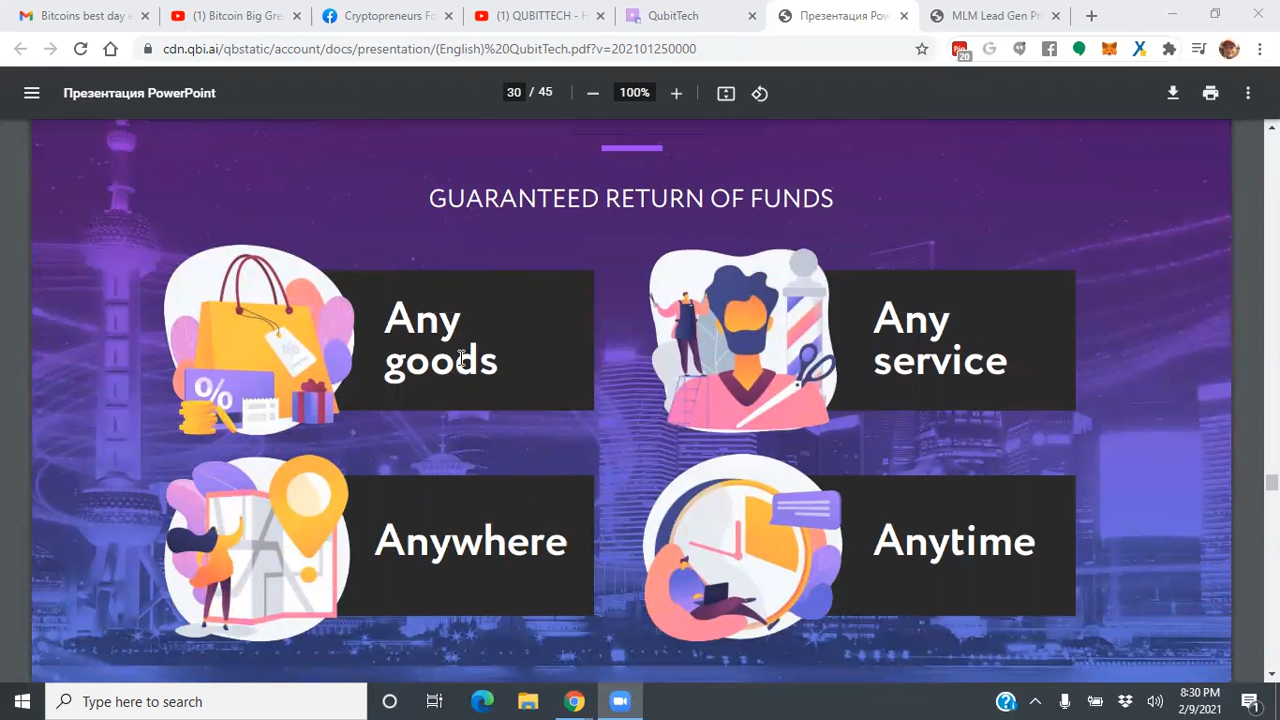 Bitcoins best day e
(1) Bitcoin Big Gre
Cryptopreneurs Fo
(1) QUBITTECH - H
QubitTech
Презентация Pow
MLM Lead Gen Pr
cdn.qbi.ai/qbstatic/account/docs/presentation/(English)%20QubitTech.pdf?v=202101250000
20
Презентация PowerPoint
30 / 45
100%
GUARANTEED RETURN OF FUNDS
Any
goods
Any
service
%
%
Anywhere
Anytime
Type here to search
8:30 PM
2/9/2021
1